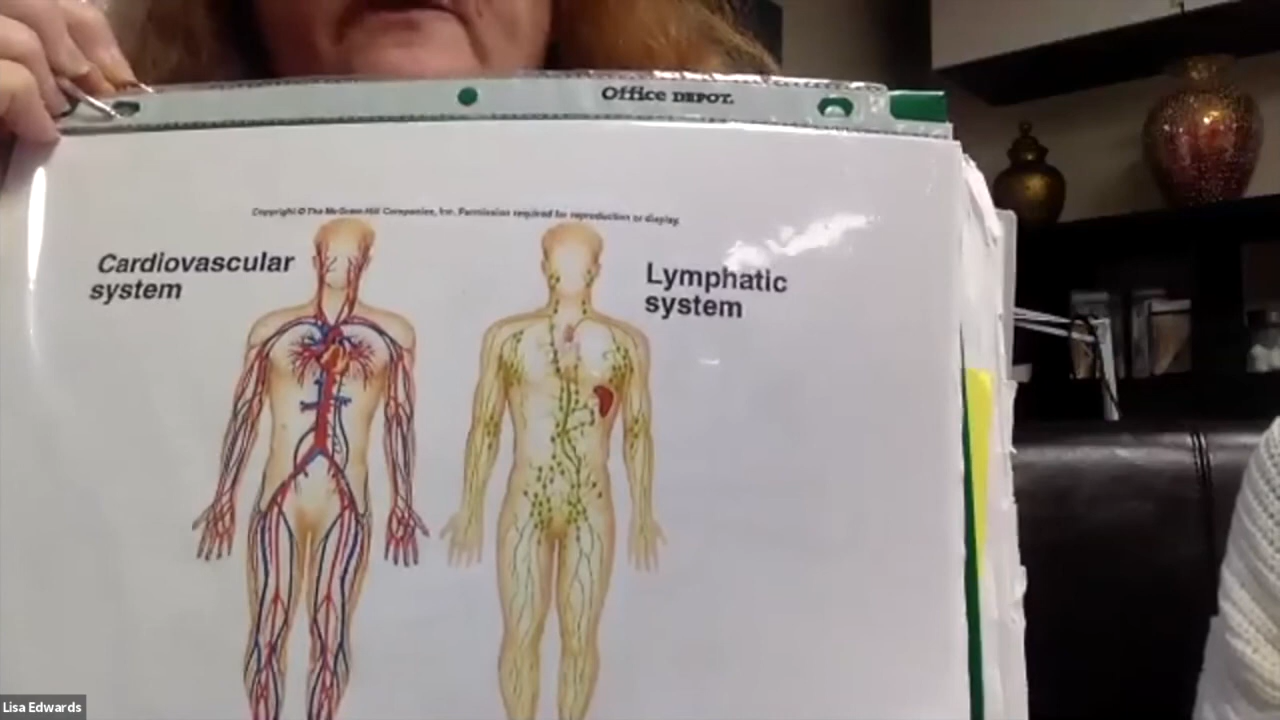 Office DEPOT.
Copyright © The McGraw-Hill Companies, Inc. Permission required for reproduction or display.
Cardiovascular
system
Lymphatic
system
Lisa Edwards